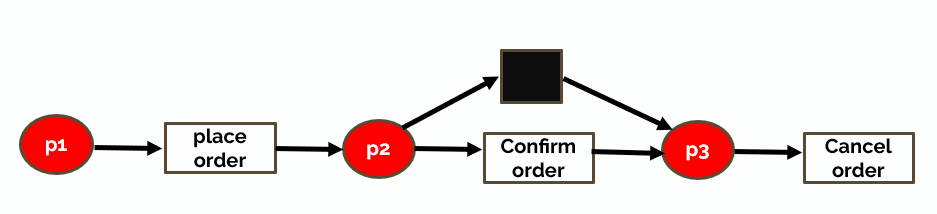 p1
place
order
p2
Confirm
order
p3
Cancel
order